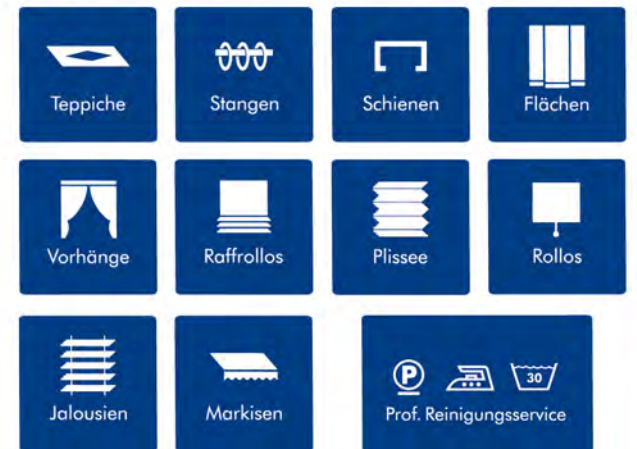 Teppiche
Stangen
Schienen
Flächen
Vorhänge
Raffrollos
Plissee
Rollos
Jalousien
Markisen
P
30
Prof. Reinigungsservice